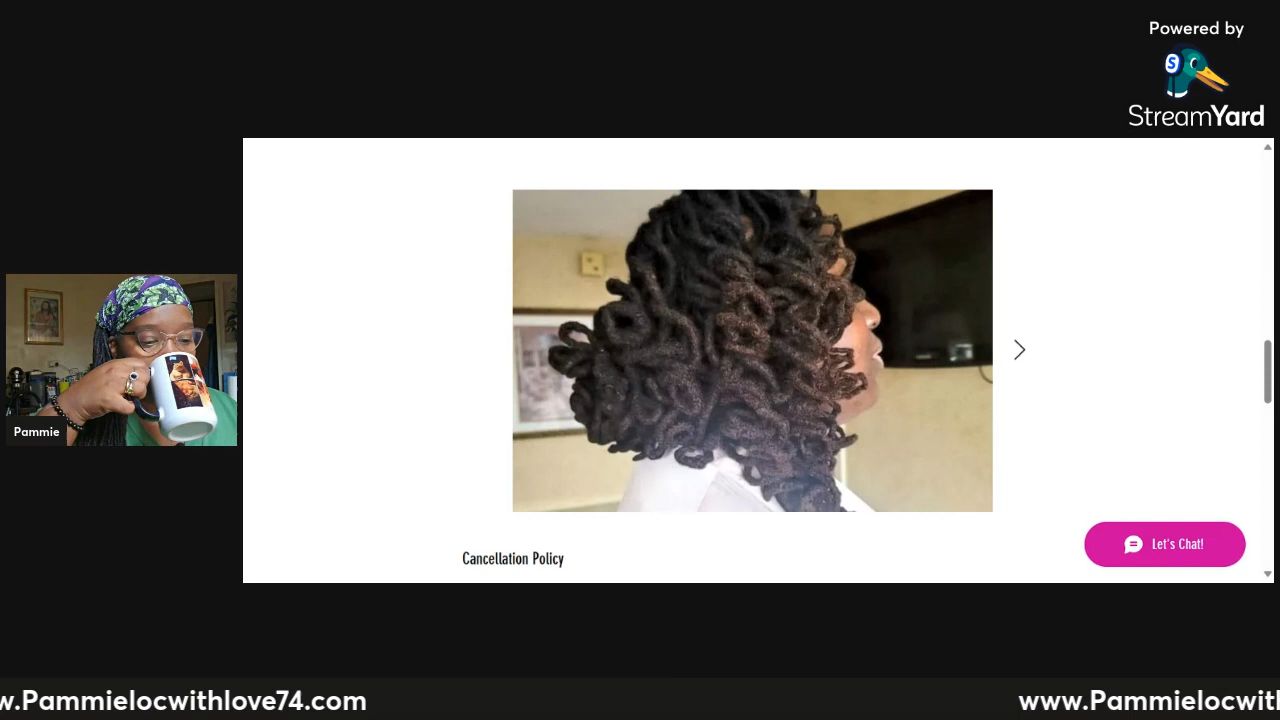 Powered by
S
StreamYard
Pammie
Cancellation Policy
Let's Chat!
w.Pammielocwithlove74.com
www.Pammielocwitl